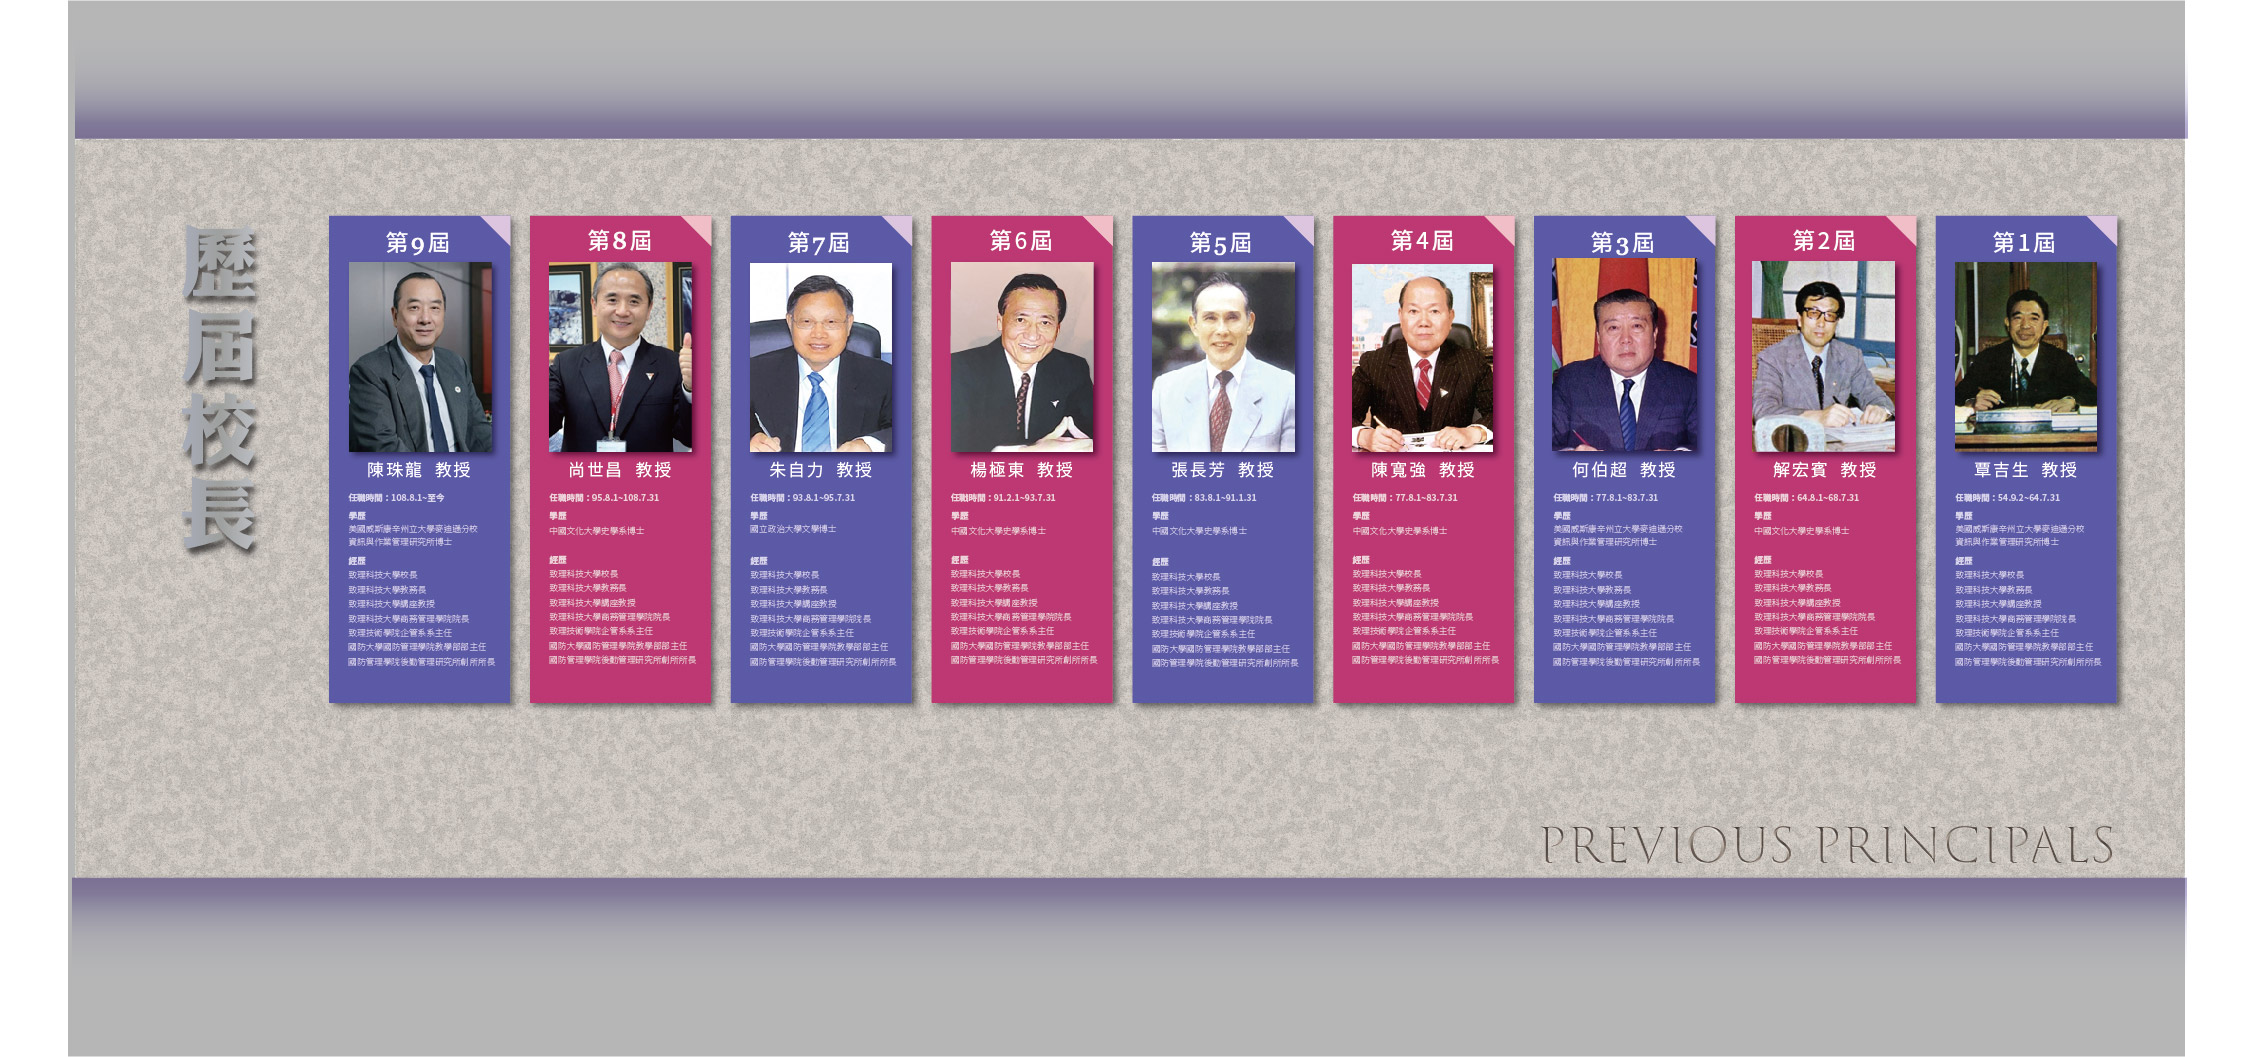 歷屆校長
第9屆
陳珠龍 教授
任職時間：108.8.1~至今
學歷
美國威斯康辛州立大學麥迪遜分校
資訊與作業管理研究所博士
經歷
致理科技大學校長
致理科技大學教務長
致理科技大學講座教授
致理科技大學商務管理學院院長
致理技術學院企管系系主任
國防大學國防管理學院教學部部主任
國防管理學院後勤管理研究所創所所長
第8屆
尚世昌 教授
任職時間：95.8.1~108.7.31
學歷
中國文化大學史學系博士
經歷
致理科技大學校長
致理科技大學教務長
致理科技大學講座教授
致理科技大學商務管理學院院長
致理技術學院企管系系主任
國防大學國防管理學院教學部部主任
國防管理學院後勤管理研究所創所所長
第7屆
朱自力 教授
任職時間：93.8.1~95.7.31
學歷
國立政治大學文學博士
經歷
致理科技大學校長
致理科技大學教務長
致理科技大學講座教授
致理科技大學商務管理學院院長
致理技術學院企管系系主任
國防大學國防管理學院教學部部主任
國防管理學院後勤管理研究所創所所長
第6屆
楊極東 教授
任職時間：91.2.1~93.7.31
學歷
中國文化大學史學系博士
經歷
致理科技大學校長
致理科技大學教務長
致理科技大學講座教授
致理科技大學商務管理學院院長
致理技術學院企管系系主任
國防大學國防管理學院教學部部主任
國防管理學院後勤管理研究所創所所長
第5屆
張長芳 教授
任職時間：83.8.1~91.1.31
學歷
中國文化大學史學系博士
經歷
致理科技大學校長
致理科技大學教務長
致理科技大學講座教授
致理科技大學商務管理學院院長
致理技術學院企管系系主任
國防大學國防管理學院教學部部主任
國防管理學院後勤管理研究所創所所長
第4屆
陳寬強 教授
任職時間：77.8.1~83.7.31
學歷
中國文化大學史學系博士
經歷
致理科技大學校長
致理科技大學教務長
致理科技大學講座教授
致理科技大學商務管理學院院長
致理技術學院企管系系主任
國防大學國防管理學院教學部部主任
國防管理學院後勤管理研究所創所所長
第3屆
何伯超 教授
任職時間：77.8.1~83.7.31
學歷
美國威斯康辛州立大學麥迪遜分校
資訊與作業管理研究所博士
經歷
致理科技大學校長
致理科技大學教務長
致理科技大學講座教授
致理科技大學商務管理學院院長
致理技術學院企管系系主任
國防大學國防管理學院教學部部主任
國防管理學院後勤管理研究所創所所長
第2屆
解宏賓 教授
任職時間：64.8.1~68.7.31
學歷
中國文化大學史學系博士
經歷
致理科技大學校長
致理科技大學教務長
致理科技大學講座教授
致理科技大學商務管理學院院長
致理技術學院企管系系主任
國防大學國防管理學院教學部部主任
國防管理學院後勤管理研究所創所所長
第1屆
覃吉生 教授
任職時間：54.9.2~64.7.31
學歷
美國威斯康辛州立大學麥迪遜分校
資訊與作業管理研究所博士
經歷
致理科技大學校長
致理科技大學教務長
致理科技大學講座教授
致理科技大學商務管理學院院長
致理技術學院企管系系主任
國防大學國防管理學院教學部部主任
國防管理學院後勤管理研究所創所所長
PREVIOUS PRINCIPALS